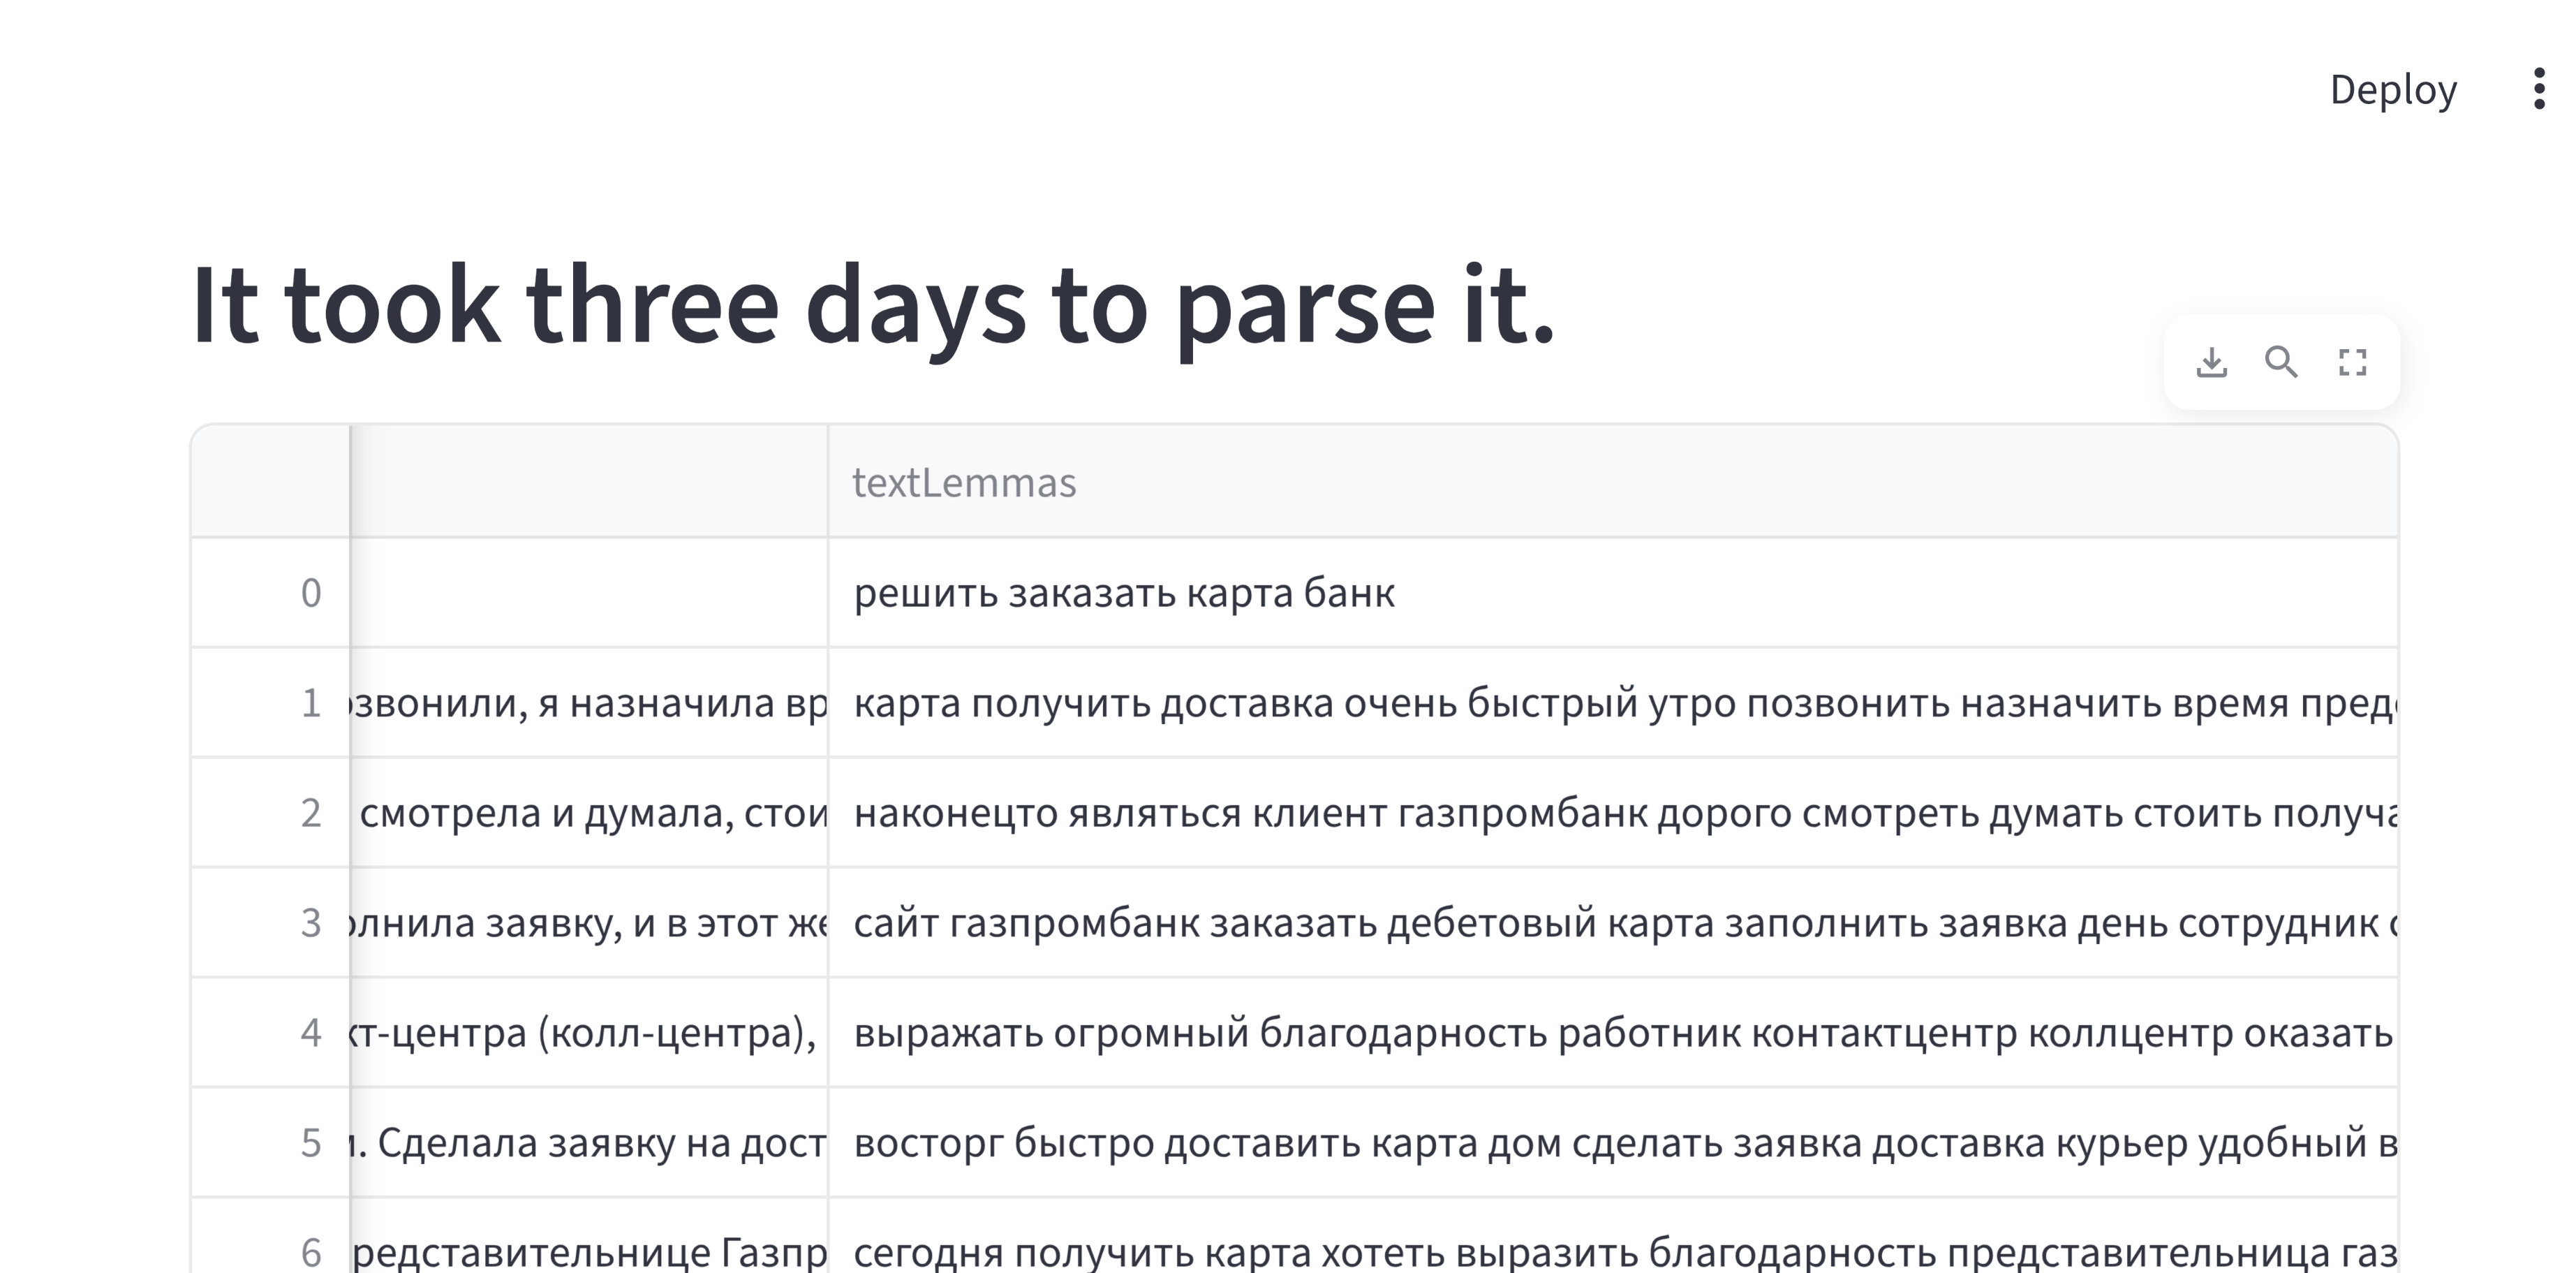 Deploy
It took three days to parse it.
textLemmas
0 решить заказать карта банк
1 звонили, я назначила вр карта получить доставка очень быстрый утро позвонить назначить время пред
2 смотрела и думала, стои наконецто являться клиент газпромбанк дорого смотреть думать стоить получа
3 олнила заявку, и в этот же сайт газпромбанк заказать дебетовый карта заполнить заявка день сотрудник
4 кт-центра (колл-центра), выражать огромный благодарность работник контактцентр коллцентр оказать
5 . Сделала заявку на дост восторг быстро доставить карта дом сделать заявка доставка курьер удобный в
6 редставительнице Газпр сегодня получить карта хотеть выразить благодарность представительница газ